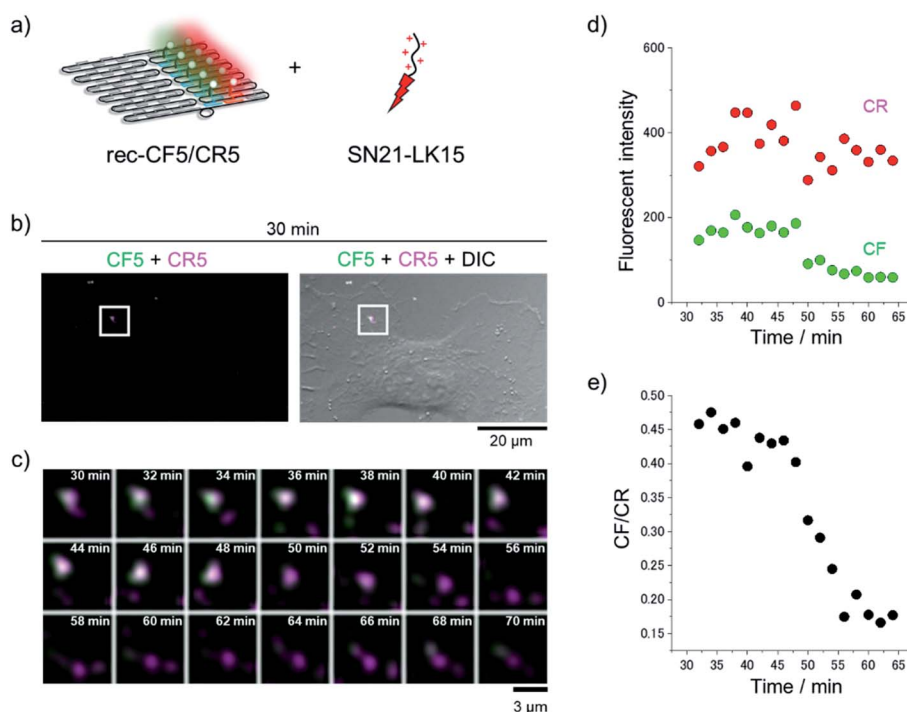 a)
+
+
+
+
+
rec-CF5/CR5
SN21-LK15
b)
30 min
CF5 + CR5
CF5 + CR5 + DIC
20 µm
c)
30 min
32 min
34 min
36 min
38 min
40 min
42 min
44 min
46 min
48 min
50 min
52 min
54 min
56 min
58 min
60 min
62 min
64 min
66 min
68 min
70 min
3 µm
d)
Fluorescent intensity
600
400
200
0
CR
CF
30 35 40 45 50 55 60 65
Time / min
e)
CF/CR
0.50
0.45
0.40
0.35
0.30
0.25
0.20
0.15
30 35 40 45 50 55 60 65
Time / min